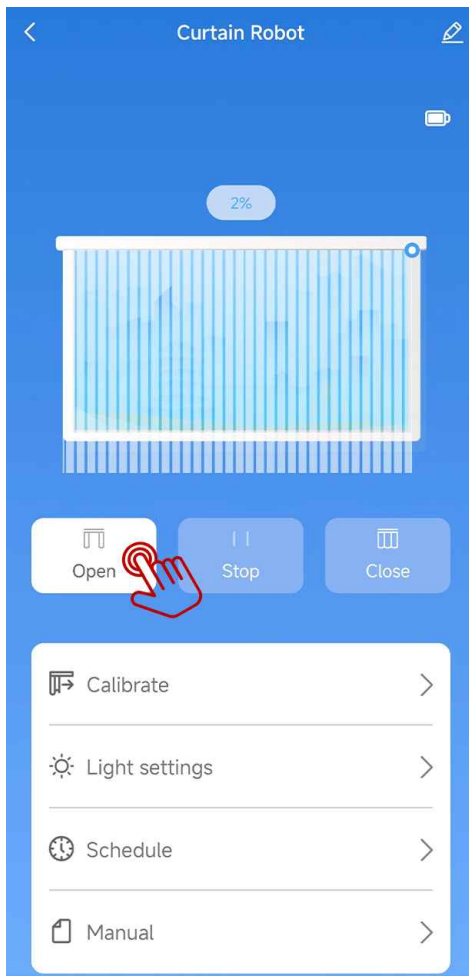 Curtain Robot
2%
Open
Stop
Close
Calibrate
Light settings
Schedule
Manual